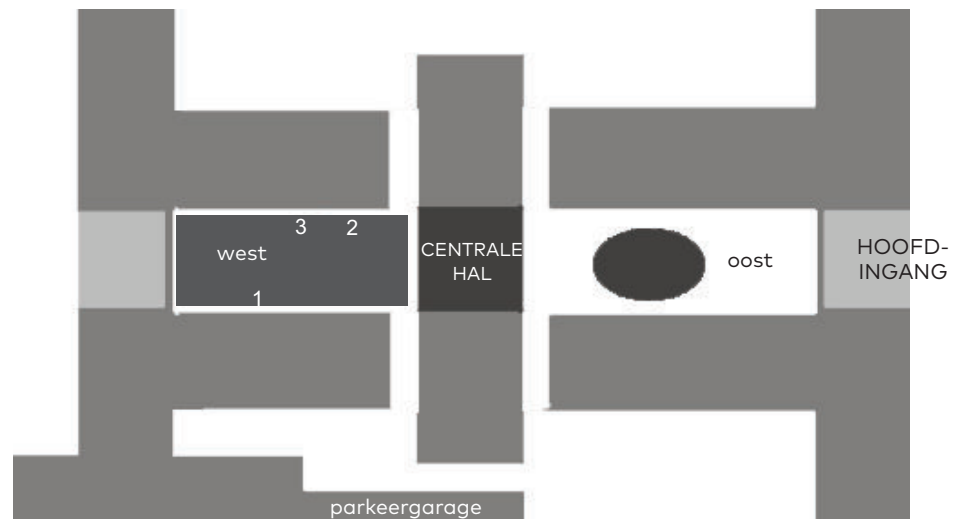 3 2
west
1
CENTRALE
HAL
oost
HOOFD-
INGANG
parkeergarage